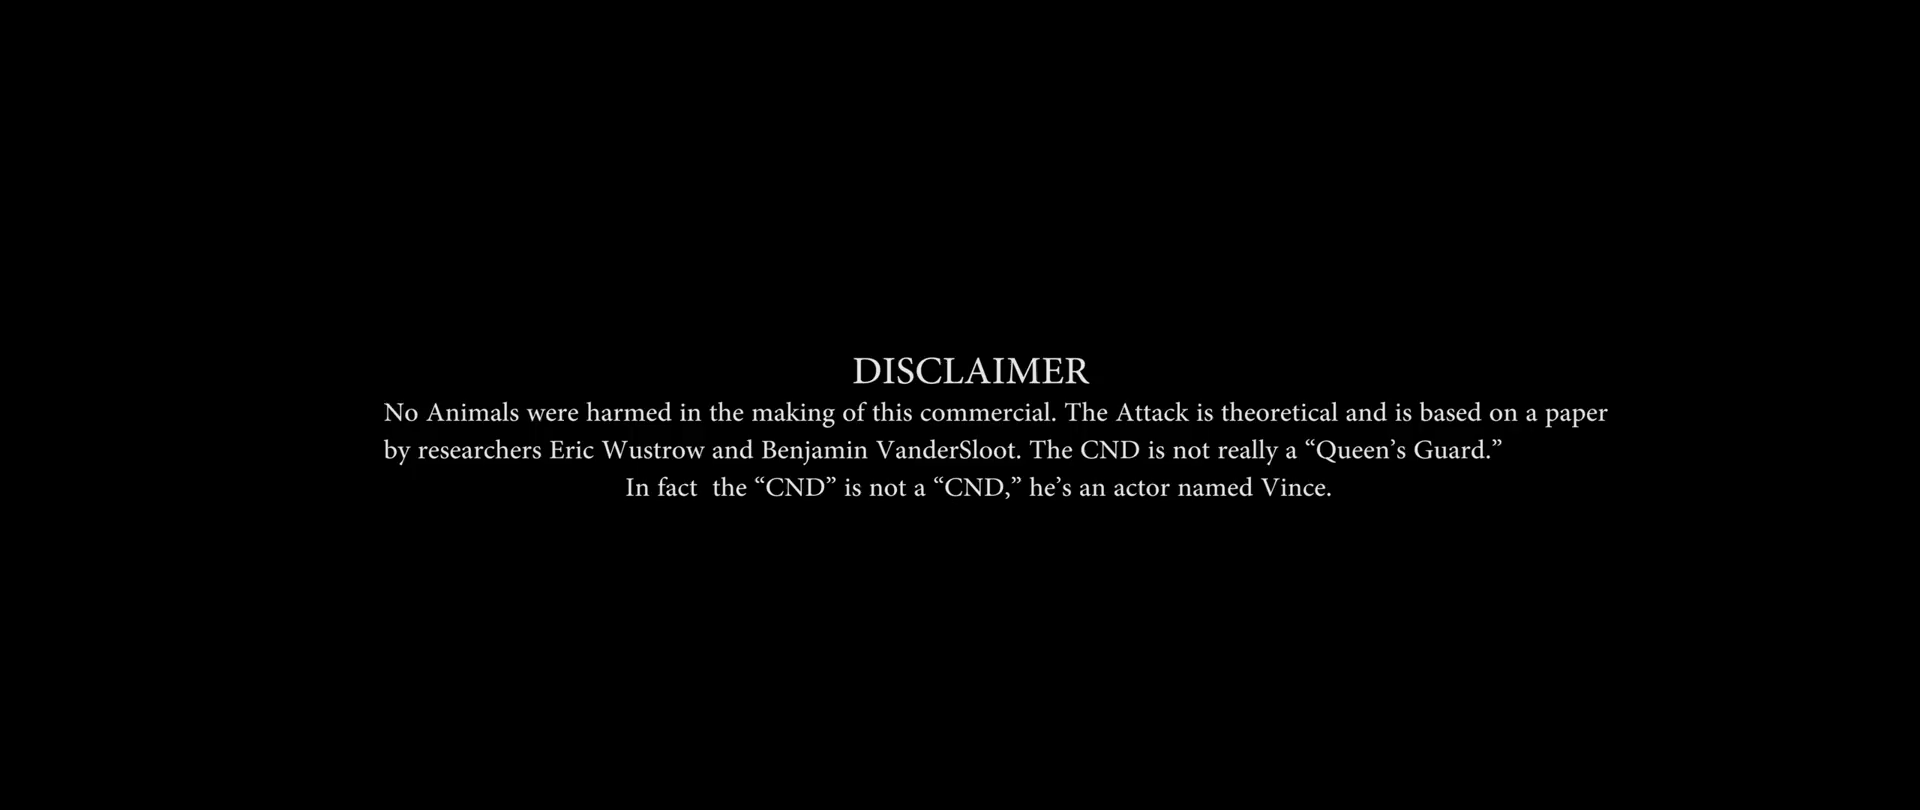 DISCLAIMER
No Animals were harmed in the making of this commercial. The Attack is theoretical and is based on a paper
by researchers Eric Wustrow and Benjamin VanderSloot. The CND is not really a “Queen’s Guard.”
In fact  the “CND” is not a “CND,” he’s an actor named Vince.